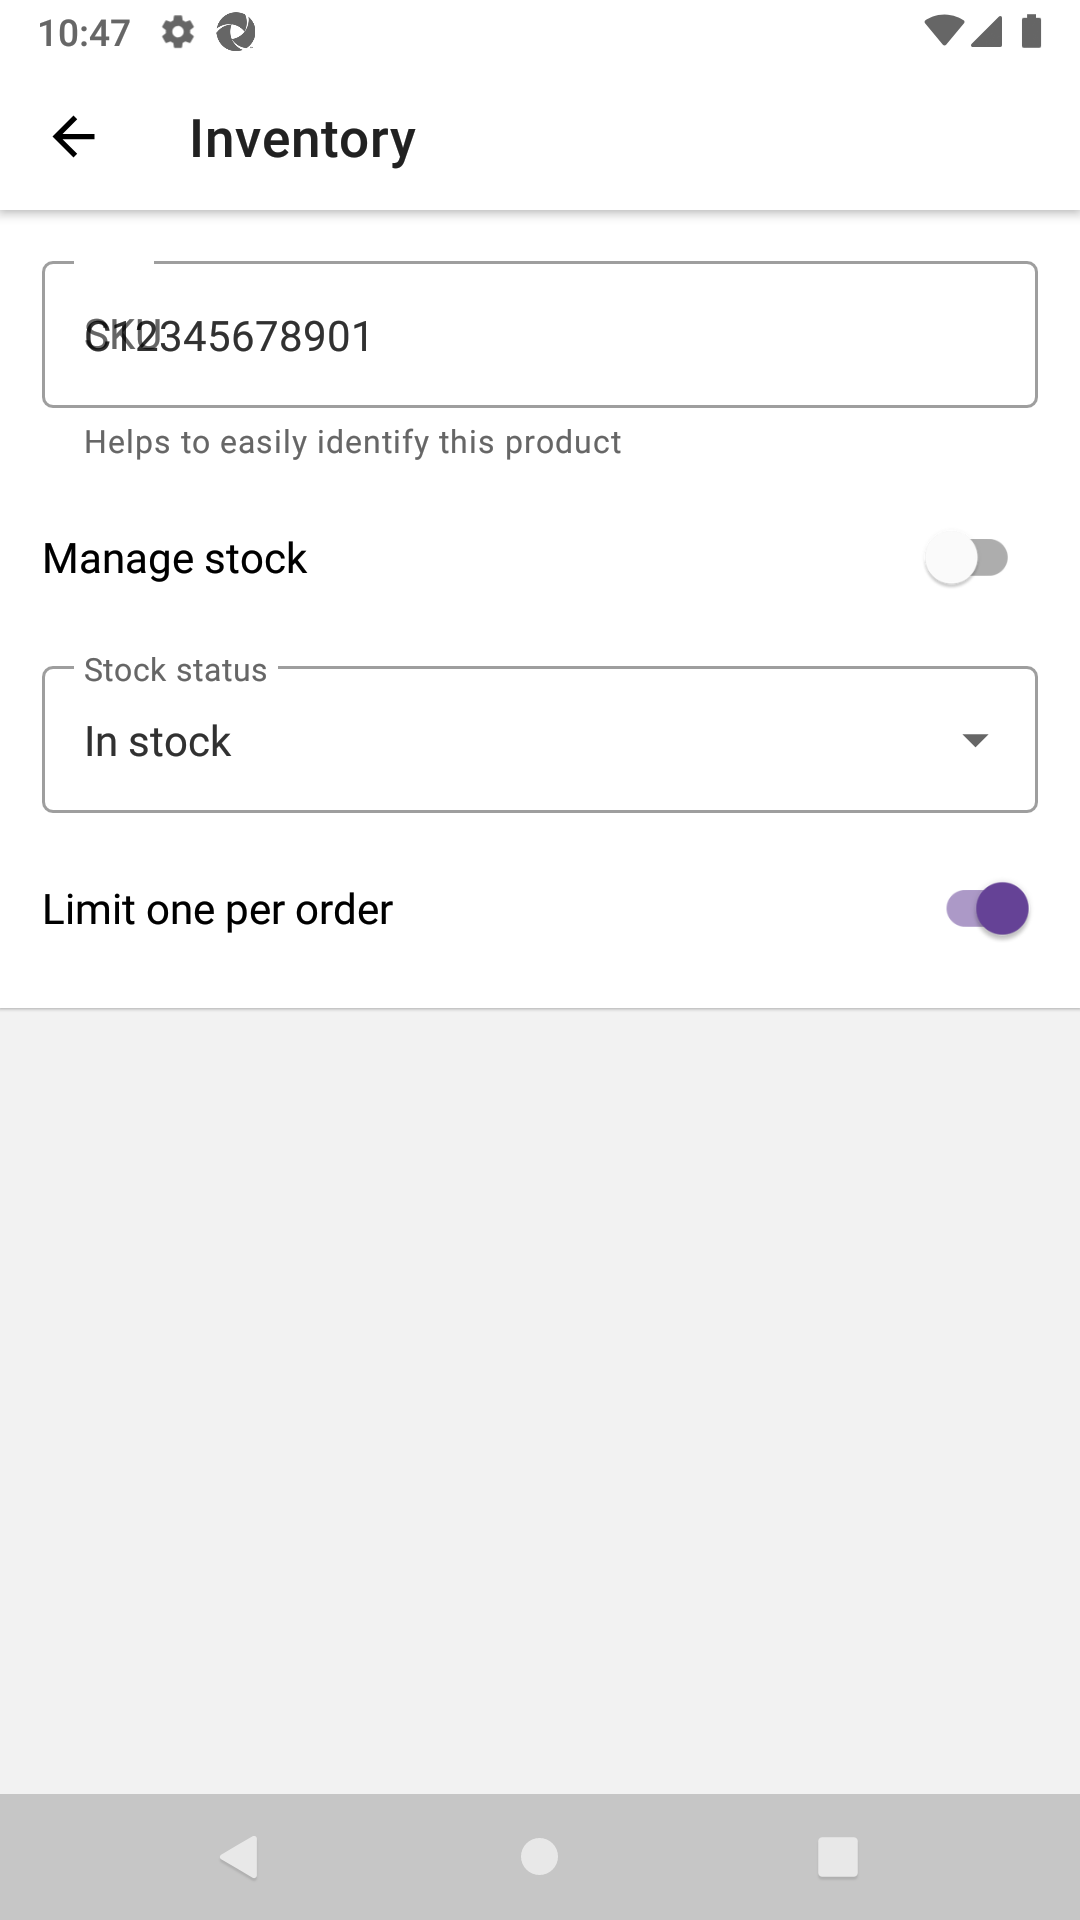 10:47
Inventory
SKU
C12345678901
Helps to easily identify this product
Manage stock
Stock status
In stock
Limit one per order